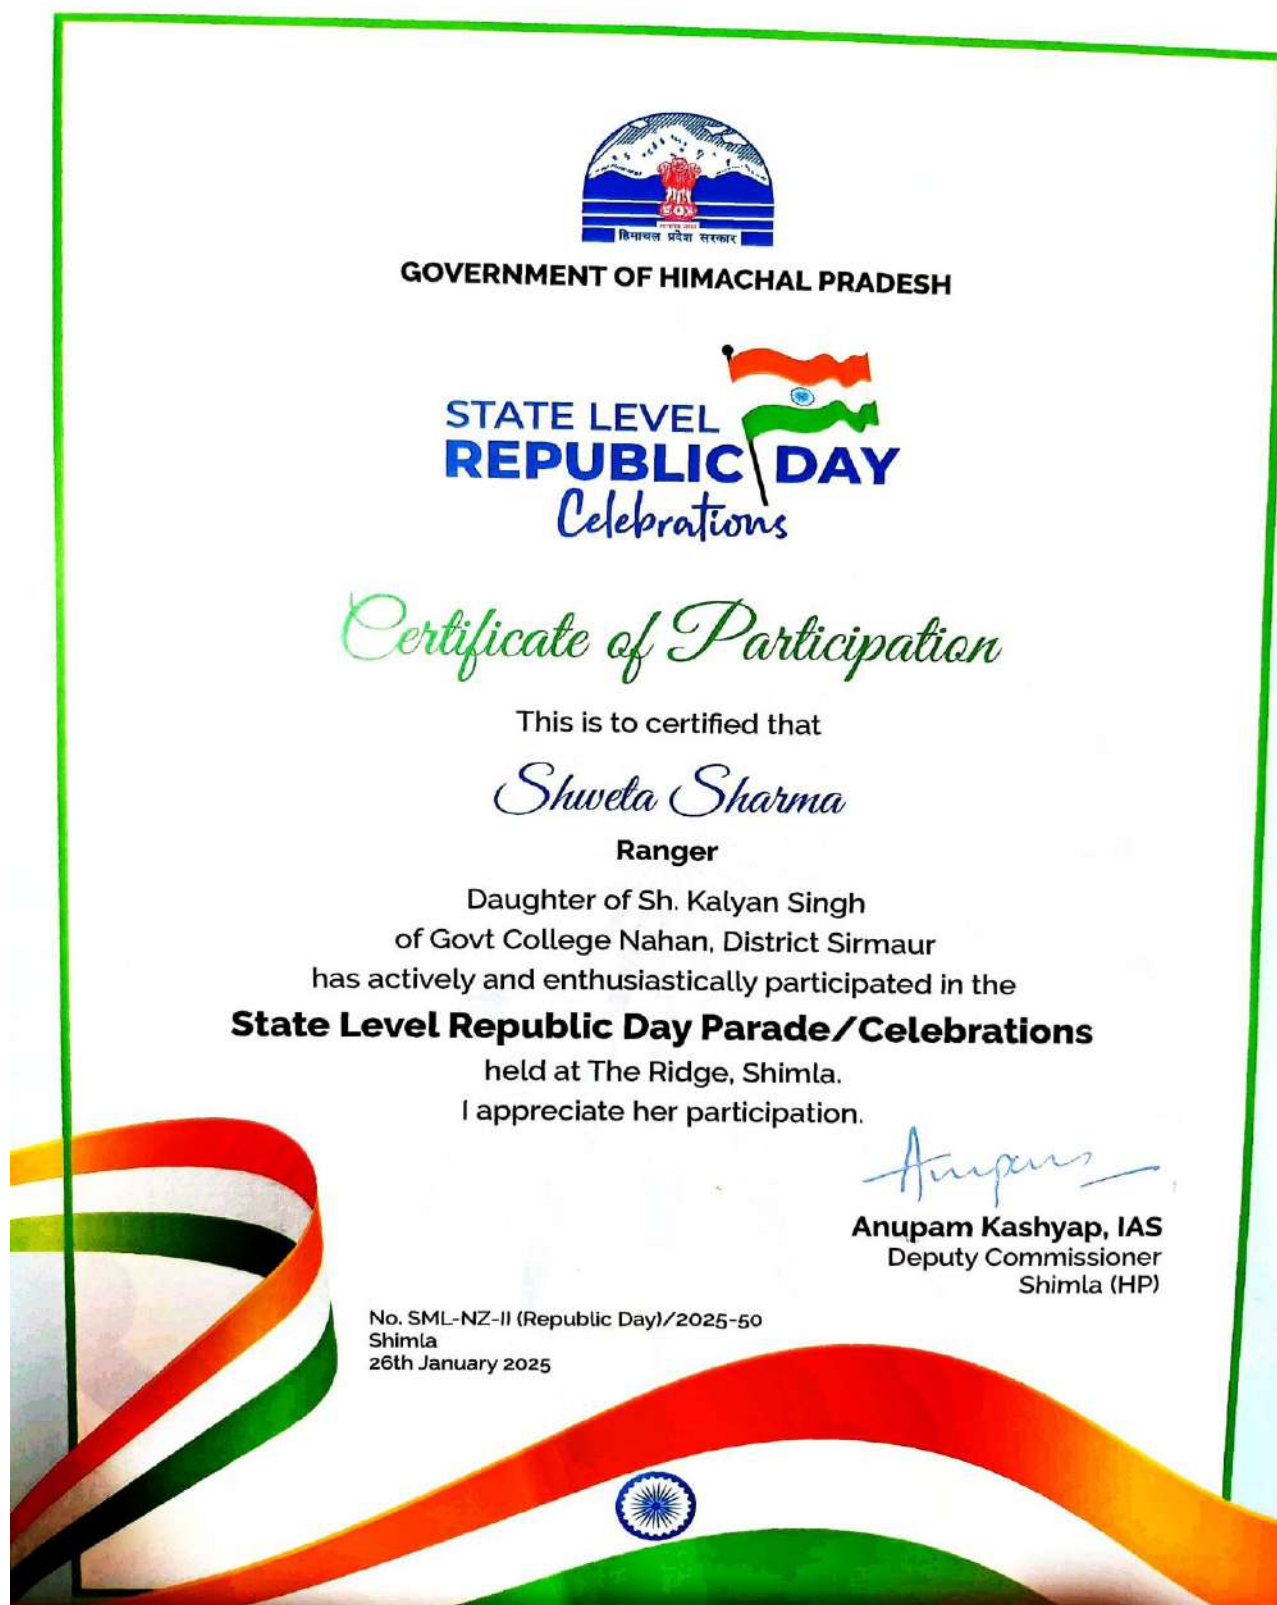 हिमाचल प्रदेश सरकार
GOVERNMENT OF HIMACHAL PRADESH
STATE LEVEL
REPUBLIC DAY
Celebrations
Certificate of Participation
This is to certified that
Shweta Sharma
Ranger
Daughter of Sh. Kalyan Singh
of Govt College Nahan, District Sirmaur
has actively and enthusiastically participated in the
State Level Republic Day Parade/Celebrations
held at The Ridge, Shimla.
I appreciate her participation.
Anupam
Anupam Kashyap, IAS
Deputy Commissioner
Shimla (HP)
No. SML-NZ-II (Republic Day)/2025-50
Shimla
26th January 2025